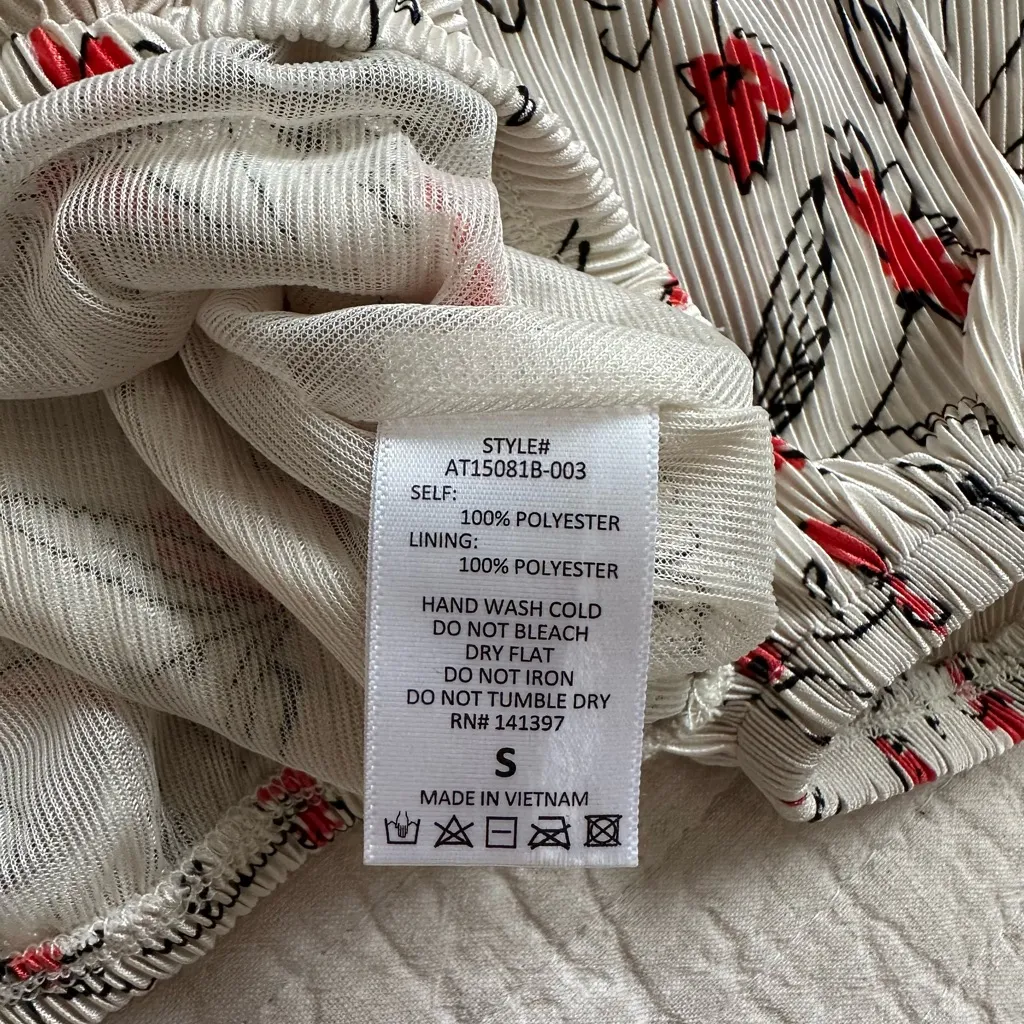 STYLE#
AT15081B-003
SELF:
100% POLYESTER
LINING:
100% POLYESTER
HAND WASH COLD
DO NOT BLEACH
DRY FLAT
DO NOT IRON
DO NOT TUMBLE DRY
RN# 141397
S
MADE IN VIETNAM